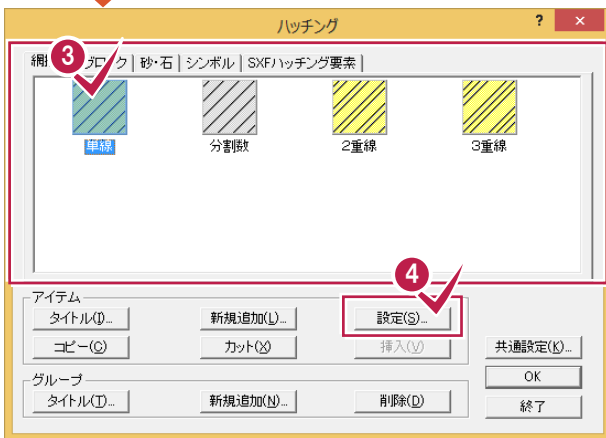 ハッチング ? ×
3
ブロック 砂・石 シンボル SXFハッチング要素
単線 分割数 2重線 3重線
4
アイテム
タイトル(I)... 新規追加(L)... 設定(S)...
コピー(C) カット(X) 挿入(V) 共通設定(K)...
グループ OK
タイトル(T)... 新規追加(N)... 削除(D) 終了